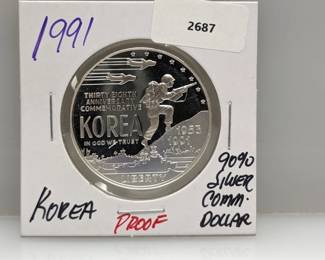 1991
2687
THIRTY EIGHTH
ANNIVERSARY
COMMEMORATIVE
KOREA
IN GOD WE TRUST
1953
1991
LIBERTY
KOREA
PROOF
90%
SILVER
COMM.
DOLLAR